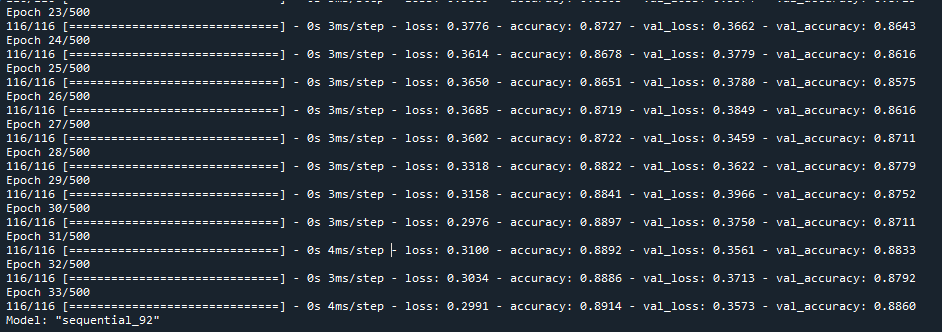 Epoch 23/500
116/116 [==============================] - 0s 3ms/step - loss: 0.3776 - accuracy: 0.8727 - val_loss: 0.3662 - val_accuracy: 0.8643
Epoch 24/500
116/116 [==============================] - 0s 3ms/step - loss: 0.3614 - accuracy: 0.8678 - val_loss: 0.3779 - val_accuracy: 0.8616
Epoch 25/500
116/116 [==============================] - 0s 3ms/step - loss: 0.3650 - accuracy: 0.8651 - val_loss: 0.3780 - val_accuracy: 0.8575
Epoch 26/500
116/116 [==============================] - 0s 3ms/step - loss: 0.3685 - accuracy: 0.8719 - val_loss: 0.3849 - val_accuracy: 0.8616
Epoch 27/500
116/116 [==============================] - 0s 3ms/step - loss: 0.3602 - accuracy: 0.8722 - val_loss: 0.3459 - val_accuracy: 0.8711
Epoch 28/500
116/116 [==============================] - 0s 3ms/step - loss: 0.3318 - accuracy: 0.8822 - val_loss: 0.3622 - val_accuracy: 0.8779
Epoch 29/500
116/116 [==============================] - 0s 3ms/step - loss: 0.3158 - accuracy: 0.8841 - val_loss: 0.3966 - val_accuracy: 0.8752
Epoch 30/500
116/116 [==============================] - 0s 3ms/step - loss: 0.2976 - accuracy: 0.8897 - val_loss: 0.3750 - val_accuracy: 0.8711
Epoch 31/500
116/116 [==============================] - 0s 4ms/step - loss: 0.3100 - accuracy: 0.8892 - val_loss: 0.3561 - val_accuracy: 0.8833
Epoch 32/500
116/116 [==============================] - 0s 3ms/step - loss: 0.3034 - accuracy: 0.8886 - val_loss: 0.3713 - val_accuracy: 0.8792
Epoch 33/500
116/116 [==============================] - 0s 4ms/step - loss: 0.2991 - accuracy: 0.8914 - val_loss: 0.3573 - val_accuracy: 0.8860
Model: "sequential_92"